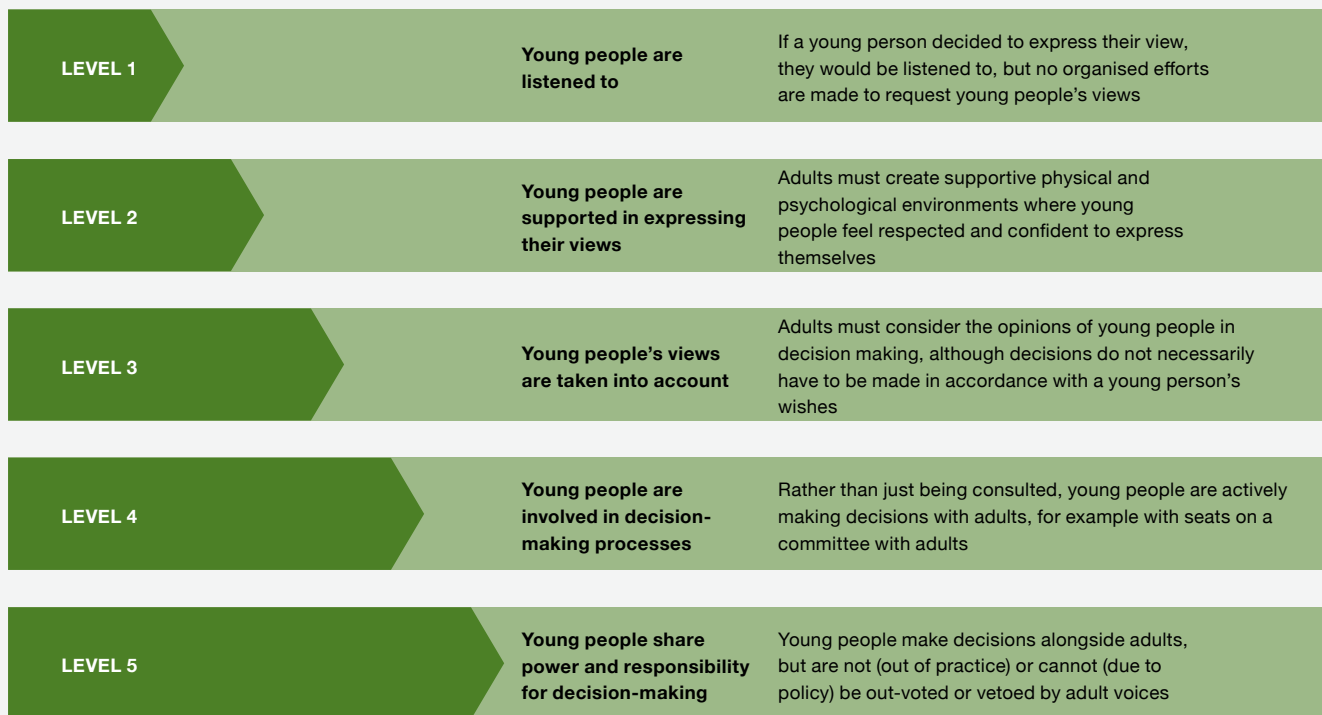 LEVEL 1
Young people are
listened to
If a young person decided to express their view,
they would be listened to, but no organised efforts
are made to request young people’s views
LEVEL 2
Young people are
supported in expressing
their views
Adults must create supportive physical and
psychological environments where young
people feel respected and confident to express
themselves
LEVEL 3
Young people’s views
are taken into account
Adults must consider the opinions of young people in
decision making, although decisions do not necessarily
have to be made in accordance with a young person’s
wishes
LEVEL 4
Young people are
involved in decision-
making processes
Rather than just being consulted, young people are actively
making decisions with adults, for example with seats on a
committee with adults
LEVEL 5
Young people share
power and responsibility
for decision-making
Young people make decisions alongside adults,
but are not (out of practice) or cannot (due to
policy) be out-voted or vetoed by adult voices